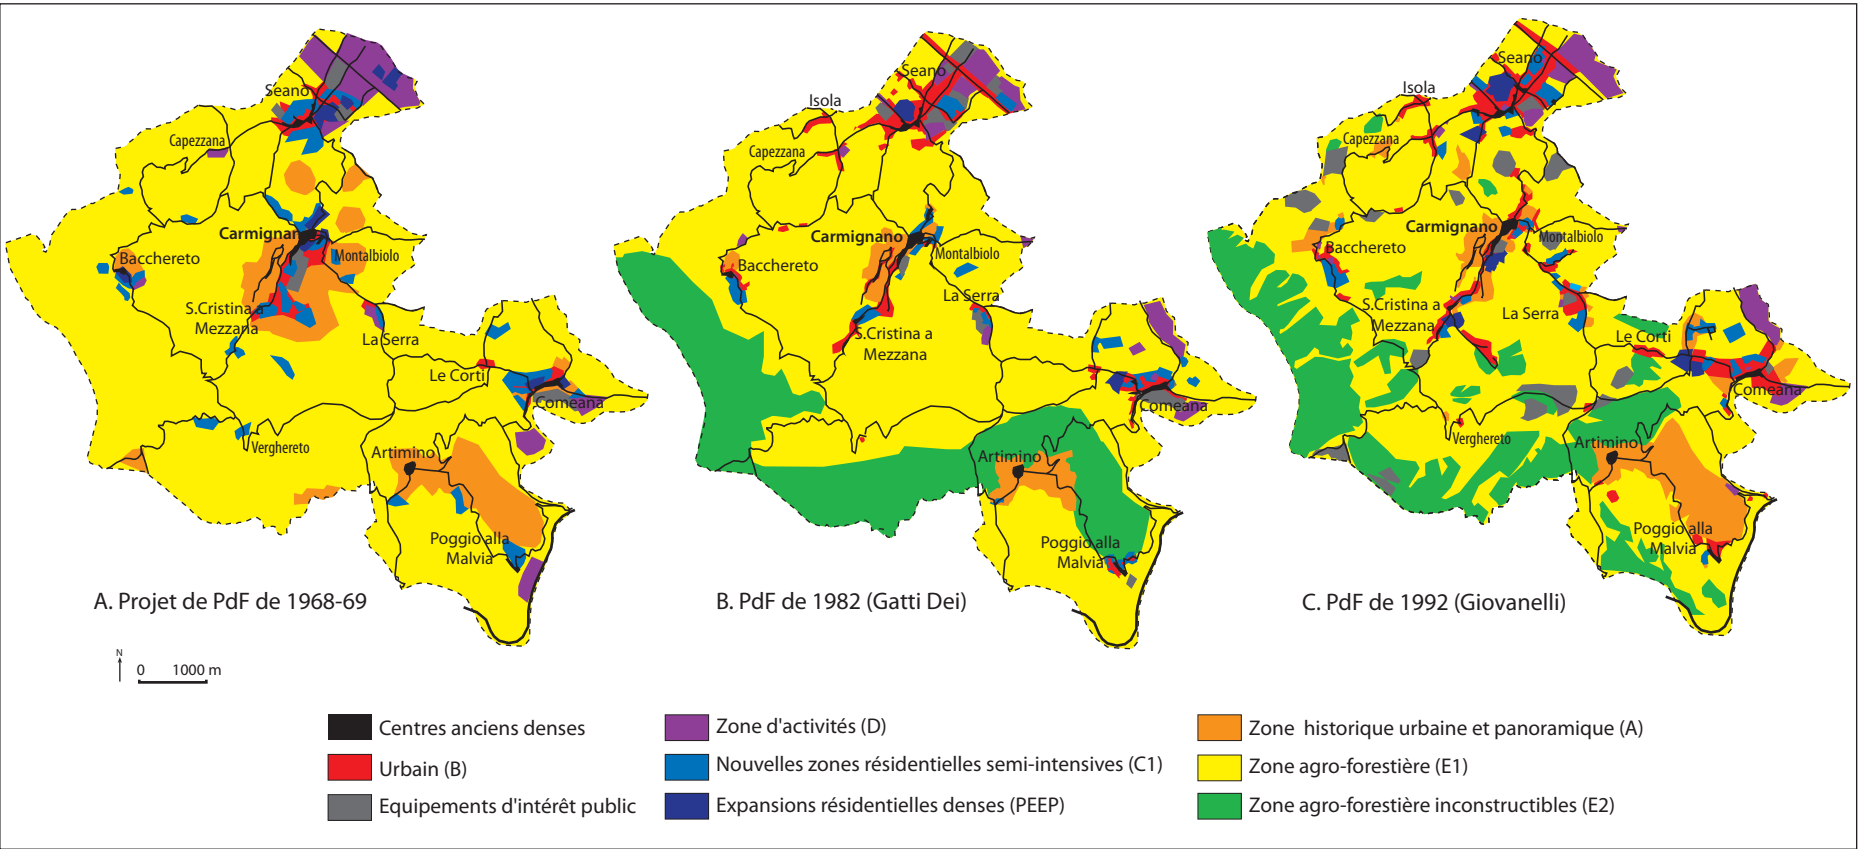 Seano
Capezzana
Carmignano
Bacchereto
Montalbiolo
S.Cristina a
Mezzana
La Serra
Le Corti
Comeana
Verghereto
Artimino
Poggio alla
Malvia
A. Projet de PdF de 1968-69
Seano
Isola
Capezzana
Carmignano
Bacchereto
Montalbiolo
La Serra
S.Cristina a
Mezzana
Comeana
Artimino
Poggio alla
Malvia
B. PdF de 1982 (Gatti Dei)
Seano
Isola
Capezzana
Carmignano
Bacchereto
Montalbiolo
S.Cristina a
Mezzana
La Serra
Le Corti
Comeana
Verghereto
Artimino
Poggio alla
Malvia
C. PdF de 1992 (Giovanelli)
N
0 1000 m
Centres anciens denses
Urbain (B)
Equipements d'intérêt public
Zone d'activités (D)
Nouvelles zones résidentielles semi-intensives (C1)
Expansions résidentielles denses (PEEP)
Zone historique urbaine et panoramique (A)
Zone agro-forestière (E1)
Zone agro-forestière inconstructibles (E2)